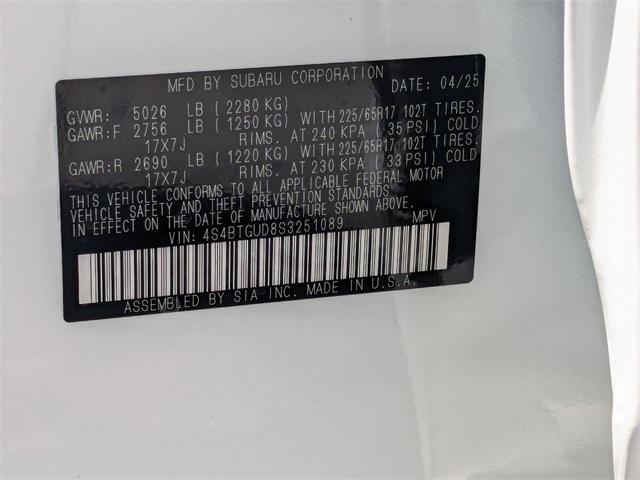 MFD BY SUBARU CORPORATION DATE: 04/25
GVWR: 5026 LB (2280 KG)
GAWR:F 2756 LB (1250 KG) WITH 225/65R17 102T TIRES.
17X7J RIMS. AT 240 KPA (35 PSI) COLD
GAWR:R 2690 LB (1220 KG) WITH 225/65R17 102T TIRES.
17X7J RIMS. AT 230 KPA (33 PSI) COLD
THIS VEHICLE CONFORMS TO ALL APPLICABLE FEDERAL MOTOR
VEHICLE SAFETY AND THEFT PREVENTION STANDARDS
IN EFFECT ON THE DATE OF MANUFACTURE SHOWN ABOVE.
VIN: 4S4BTGUD8S3251089 MPV
ASSEMBLED BY SIA INC. MADE IN U.S.A.